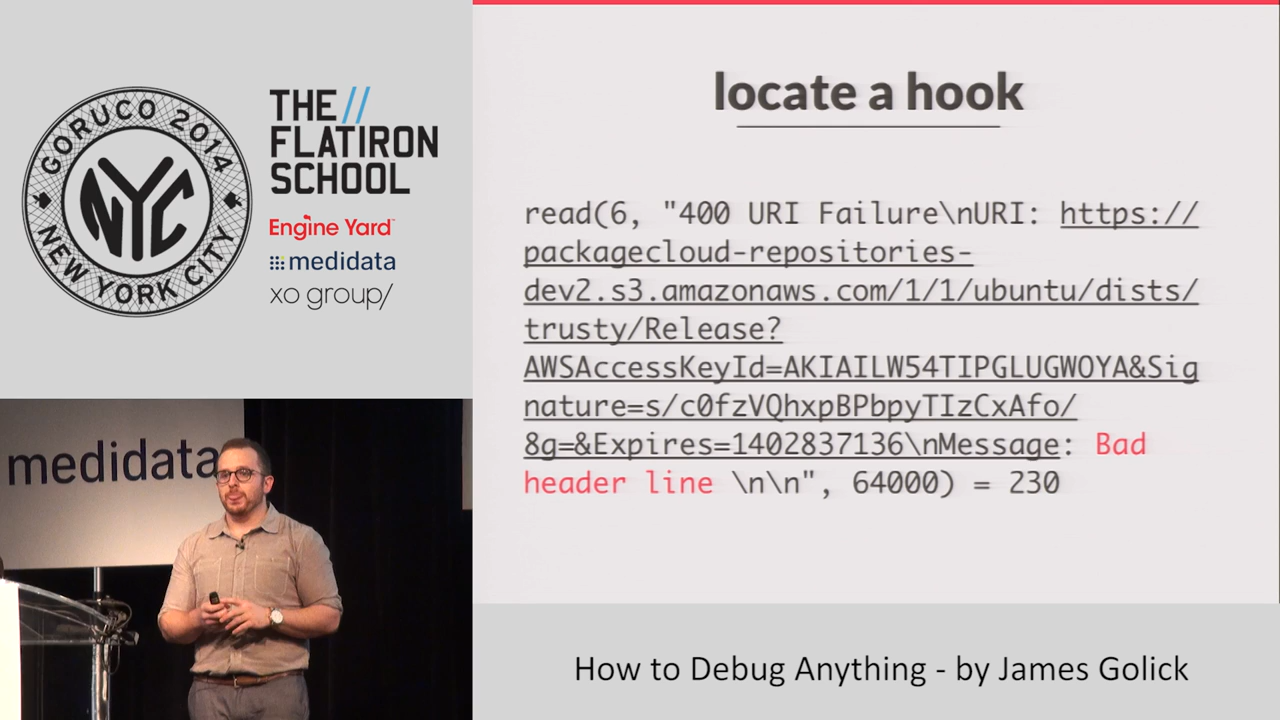 GORUCO 2014
NYC
NEW YORK CITY
THE //
FLATIRON
SCHOOL
Engine Yard
medidata
xo group/
medidata
locate a hook
read(6, "400 URI Failure\nURI: https://
packagecloud-repositories-
dev2.s3.amazonaws.com/1/1/ubuntu/dists/
trusty/Release?
AWSAccessKeyId=AKIAILW54TIPGLUGWOYA&Sig
nature=s/c0fzVQhxpBPbpyTIzCxAfo/
8g=&Expires=1402837136\nMessage: Bad
header line \n\n", 64000) = 230
How to Debug Anything - by James Golick